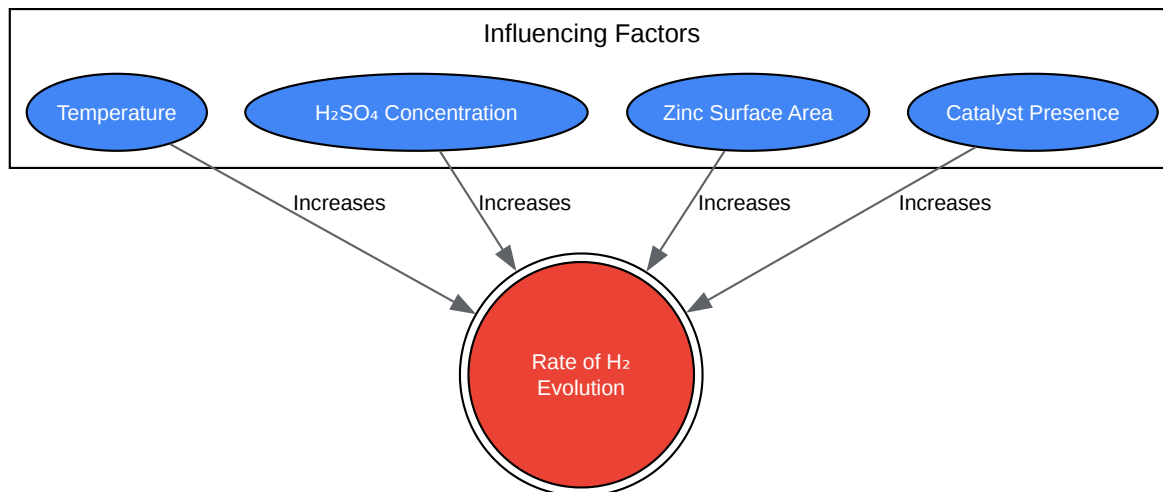 Influencing Factors
Temperature
H₂SO₄ Concentration
Zinc Surface Area
Catalyst Presence
Increases
Increases
Increases
Increases
Rate of H₂
Evolution